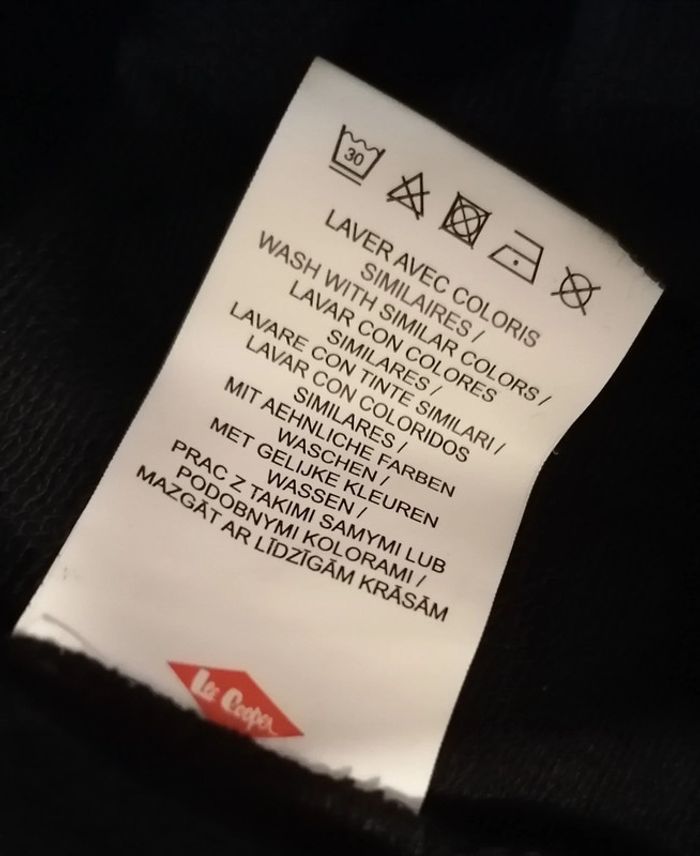 30
LAVER AVEC COLORIS
SIMILAIRES /
WASH WITH SIMILAR COLORS /
LAVAR CON COLORES
SIMILARES /
LAVARE CON TINTE SIMILARI /
LAVAR CON COLORIDOS
SIMILARES /
MIT AEHNLICHE FARBEN
WASCHEN /
MET GELIJKE KLEUREN
WASSEN /
PRAC Z TAKIMI SAMYMI LUB
PODOBNYMI KOLORAMI /
MAZGĀT AR LĪDZĪGĀM KRĀSĀM
Lee Cooper